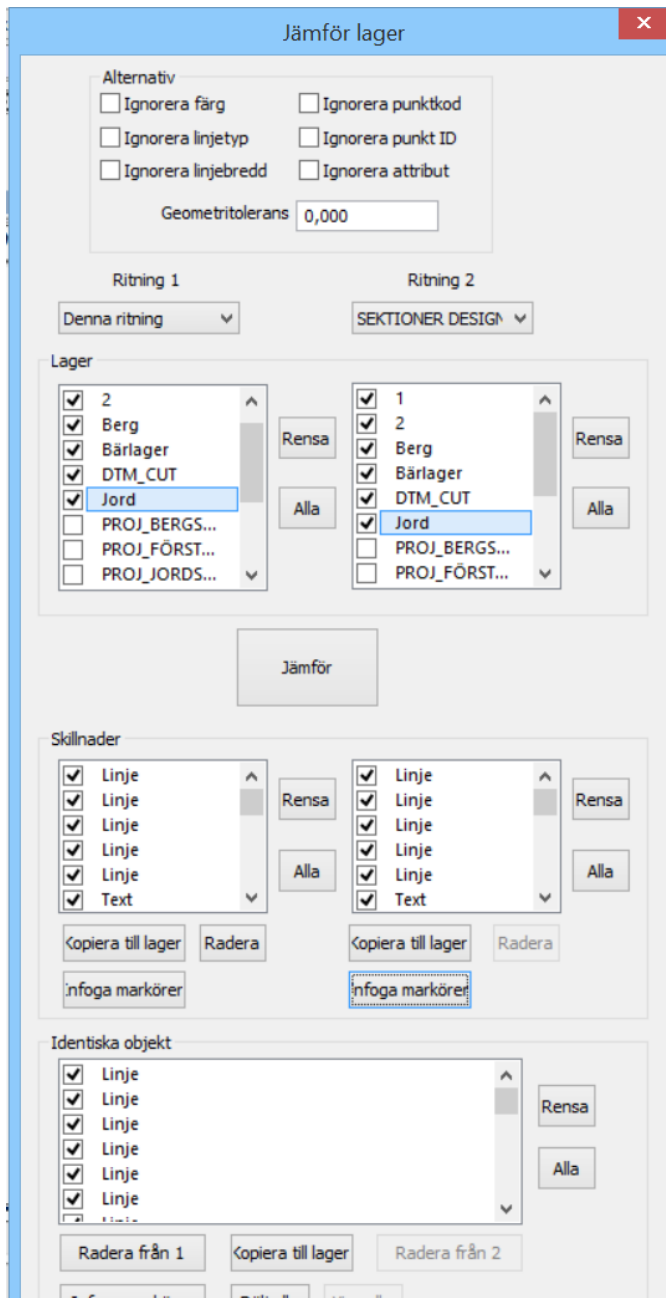 Jämför lager
Alternativ
Ignorera färg
Ignorera punktkod
Ignorera linjetyp
Ignorera punkt ID
Ignorera linjebredd
Ignorera attribut
Geometritolerans 0,000
Ritning 1
Ritning 2
Denna ritning
SEKTIONER DESIGN
Lager
2
Berg
Bärlager
DTM_CUT
Jord
PROJ_BERGS...
PROJ_FÖRST...
PROJ_JORDS...
Rensa
Alla
1
2
Berg
Bärlager
DTM_CUT
Jord
PROJ_BERGS...
PROJ_FÖRST...
Rensa
Alla
Jämför
Skillnader
Linje
Linje
Linje
Linje
Linje
Text
Rensa
Alla
Linje
Linje
Linje
Linje
Linje
Text
Rensa
Alla
Kopiera till lager
Radera
Kopiera till lager
Radera
Infoga markörer
Infoga markörer
Identiska objekt
Linje
Linje
Linje
Linje
Linje
Linje
Rensa
Alla
Radera från 1
Kopiera till lager
Radera från 2